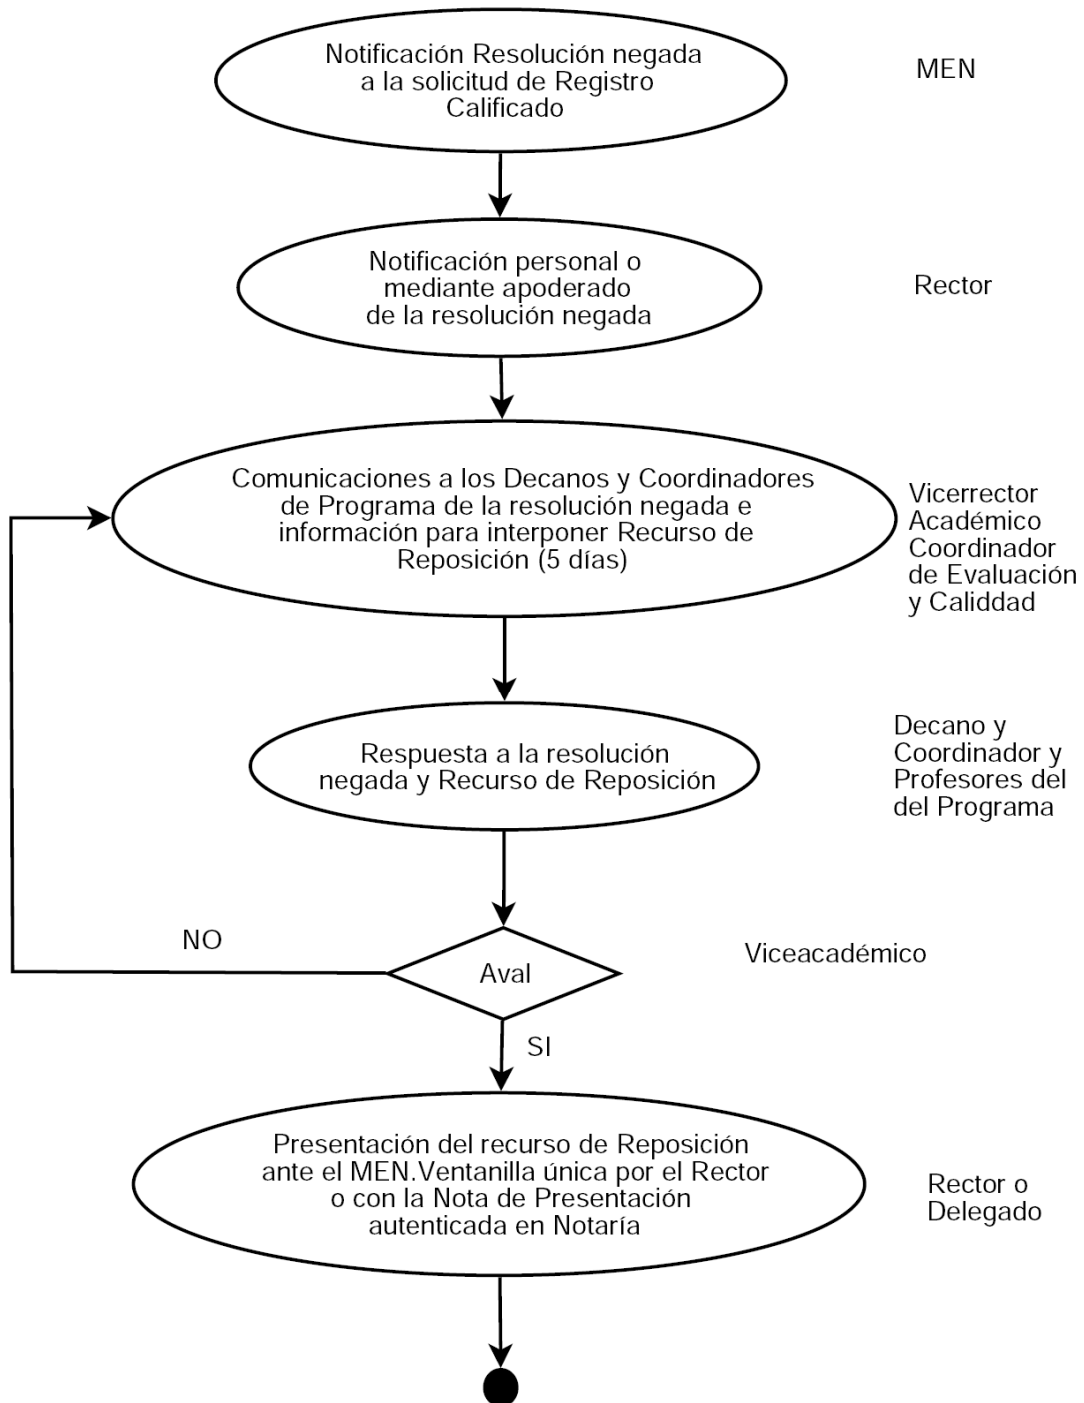 Notificación Resolución negada
a la solicitud de Registro
Calificado
MEN
Notificación personal o
mediante apoderado
de la resolución negada
Rector
Comunicaciones a los Decanos y Coordinadores
de Programa de la resolución negada e
información para interponer Recurso de
Reposición (5 días)
Vicerrector
Académico
Coordinador
de Evaluación
y Caliddad
Respuesta a la resolución
negada y Recurso de Reposición
Decano y
Coordinador y
Profesores del
del Programa
NO
Aval
Viceacadémico
SI
Presentación del recurso de Reposición
ante el MEN.Ventanilla única por el Rector
o con la Nota de Presentación
autenticada en Notaría
Rector o
Delegado